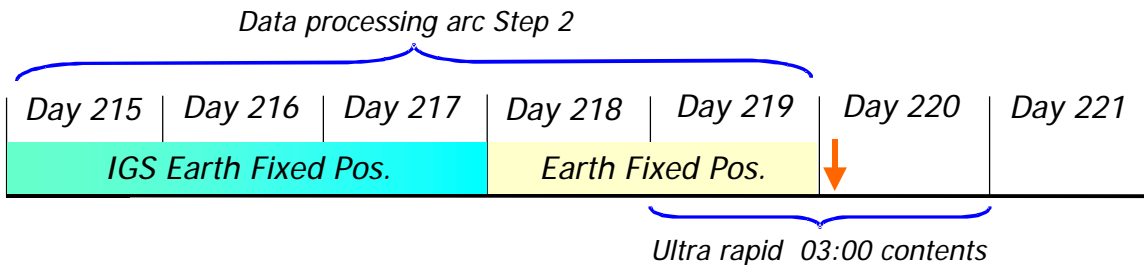 Data processing arc Step 2
Day 215 Day 216 Day 217 Day 218 Day 219 Day 220 Day 221
IGS Earth Fixed Pos. Earth Fixed Pos.
Ultra rapid 03:00 contents